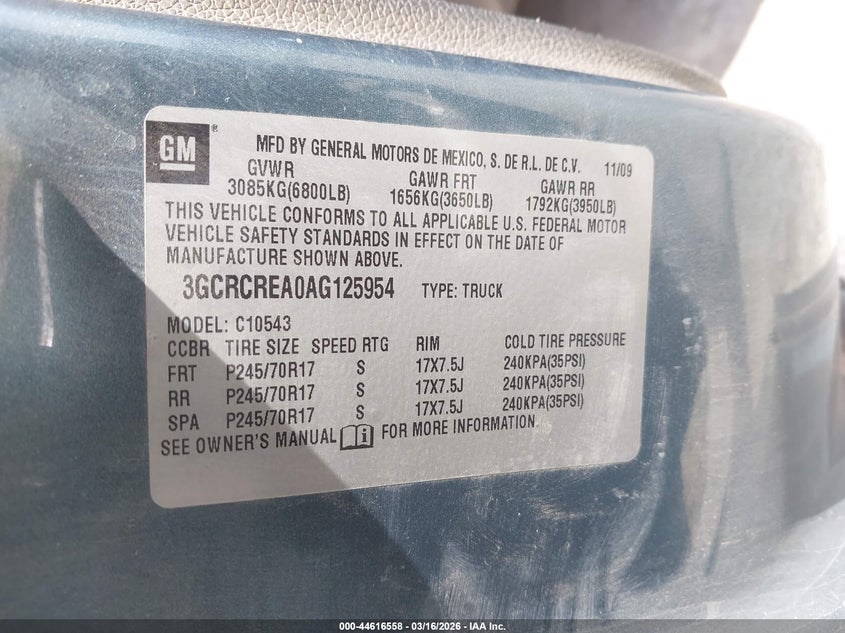 GM ®
MFD BY GENERAL MOTORS DE MEXICO, S. DE R.L. DE C.V. 11/09
GVWR GAWR FRT GAWR RR
3085KG(6800LB) 1656KG(3650LB) 1792KG(3950LB)
THIS VEHICLE CONFORMS TO ALL APPLICABLE U.S. FEDERAL MOTOR
VEHICLE SAFETY STANDARDS IN EFFECT ON THE DATE OF
MANUFACTURE SHOWN ABOVE.
3GCRCREA0AG125954 TYPE: TRUCK
MODEL: C10543
CCBR TIRE SIZE SPEED RTG RIM COLD TIRE PRESSURE
FRT P245/70R17 S 17X7.5J 240KPA(35PSI)
RR P245/70R17 S 17X7.5J 240KPA(35PSI)
SPA P245/70R17 S 17X7.5J 240KPA(35PSI)
SEE OWNER'S MANUAL i FOR MORE INFORMATION.
000-44616558 - 03/16/2026 - IAA Inc.